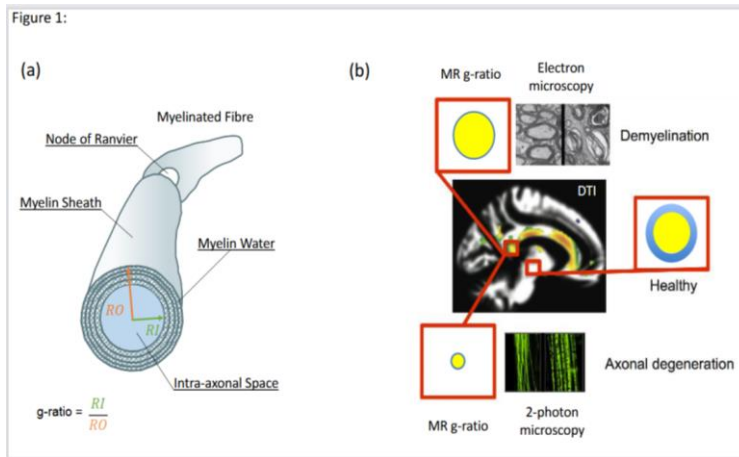 Figure 1:
(a)
Myelinated Fibre
Node of Ranvier
Myelin Sheath
Myelin Water
RO
RI
Intra-axonal Space
g-ratio = RI
RO
(b)
MR g-ratio
Electron
microscopy
Demyelination
DTI
Healthy
Axonal degeneration
MR g-ratio
2-photon
microscopy